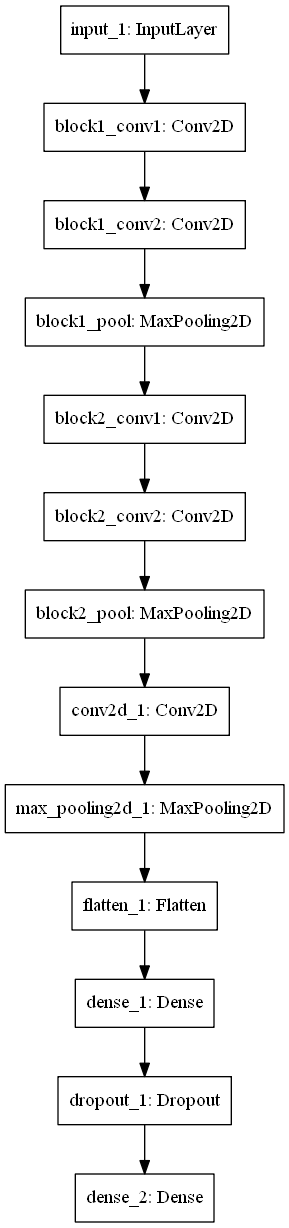 input_1: InputLayer
block1_conv1: Conv2D
block1_conv2: Conv2D
block1_pool: MaxPooling2D
block2_conv1: Conv2D
block2_conv2: Conv2D
block2_pool: MaxPooling2D
conv2d_1: Conv2D
max_pooling2d_1: MaxPooling2D
flatten_1: Flatten
dense_1: Dense
dropout_1: Dropout
dense_2: Dense